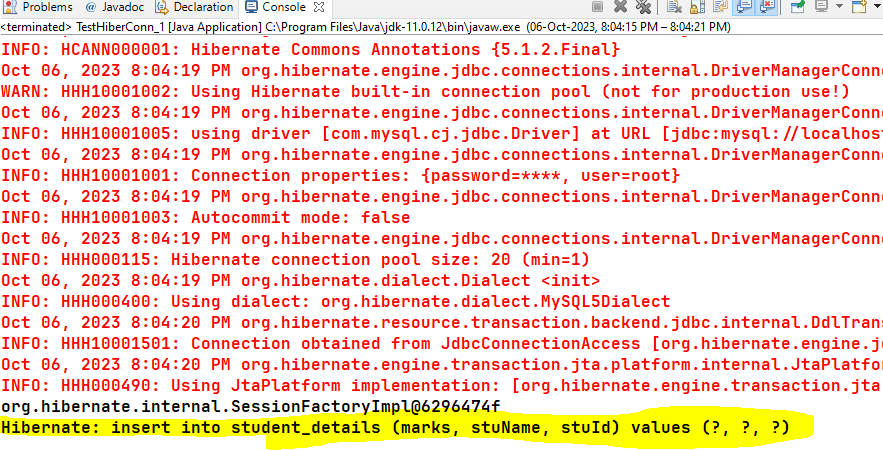 Problems @ Javadoc Declaration Console
<terminated> TestHiberConn_1 [Java Application] C:\Program Files\Java\jdk-11.0.12\bin\javaw.exe (06-Oct-2023, 8:04:15 PM – 8:04:21 PM)
INFO: HCANN000001: Hibernate Commons Annotations {5.1.2.Final}
Oct 06, 2023 8:04:19 PM org.hibernate.engine.jdbc.connections.internal.DriverManagerConne
WARN: HHH10001002: Using Hibernate built-in connection pool (not for production use!)
Oct 06, 2023 8:04:19 PM org.hibernate.engine.jdbc.connections.internal.DriverManagerConne
INFO: HHH10001005: using driver [com.mysql.cj.jdbc.Driver] at URL [jdbc:mysql://localhost
Oct 06, 2023 8:04:19 PM org.hibernate.engine.jdbc.connections.internal.DriverManagerConne
INFO: HHH10001001: Connection properties: {password=****, user=root}
Oct 06, 2023 8:04:19 PM org.hibernate.engine.jdbc.connections.internal.DriverManagerConne
INFO: HHH10001003: Autocommit mode: false
Oct 06, 2023 8:04:19 PM org.hibernate.engine.jdbc.connections.internal.DriverManagerConne
INFO: HHH000115: Hibernate connection pool size: 20 (min=1)
Oct 06, 2023 8:04:19 PM org.hibernate.dialect.Dialect <init>
INFO: HHH000400: Using dialect: org.hibernate.dialect.MySQL5Dialect
Oct 06, 2023 8:04:20 PM org.hibernate.resource.transaction.backend.jdbc.internal.DdlTrans
INFO: HHH10001501: Connection obtained from JdbcConnectionAccess [org.hibernate.engine.jd
Oct 06, 2023 8:04:20 PM org.hibernate.engine.transaction.jta.platform.internal.JtaPlatfor
INFO: HHH000490: Using JtaPlatform implementation: [org.hibernate.engine.transaction.jta
org.hibernate.internal.SessionFactoryImpl@6296474f
Hibernate: insert into student_details (marks, stuName, stuId) values (?, ?, ?)